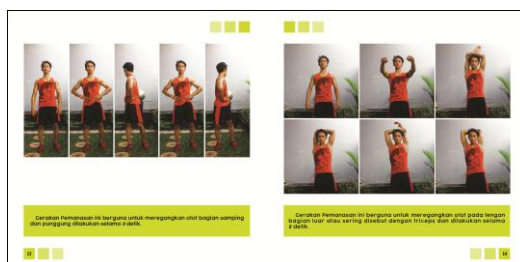 Gerakan Pemanasan ini berguna untuk meregangkan otot bagian samping
dan punggung dilakukan selama 8 detik.
Gerakan Pemanasan ini berguna untuk meregangkan otot pada lengan
bagian luar atau sering disebut dengan triceps dan dilakukan selama
8 detik.